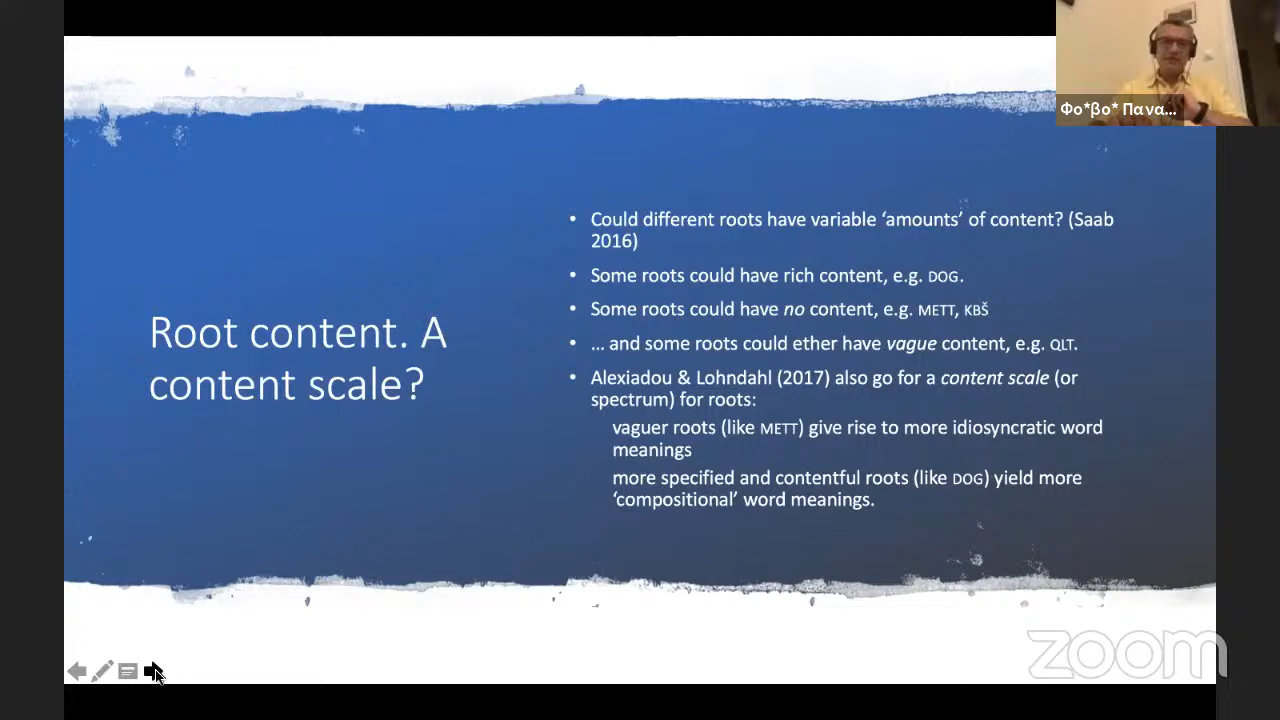 Φο*βο* Πανα...
Root content. A
content scale?
• Could different roots have variable ‘amounts’ of content? (Saab
2016)
• Some roots could have rich content, e.g. DOG.
• Some roots could have no content, e.g. METT, KBŠ
• … and some roots could ether have vague content, e.g. QLT.
• Alexiadou & Lohndahl (2017) also go for a content scale (or
spectrum) for roots:
vaguer roots (like METT) give rise to more idiosyncratic word
meanings
more specified and contentful roots (like DOG) yield more
‘compositional’ word meanings.
zoom